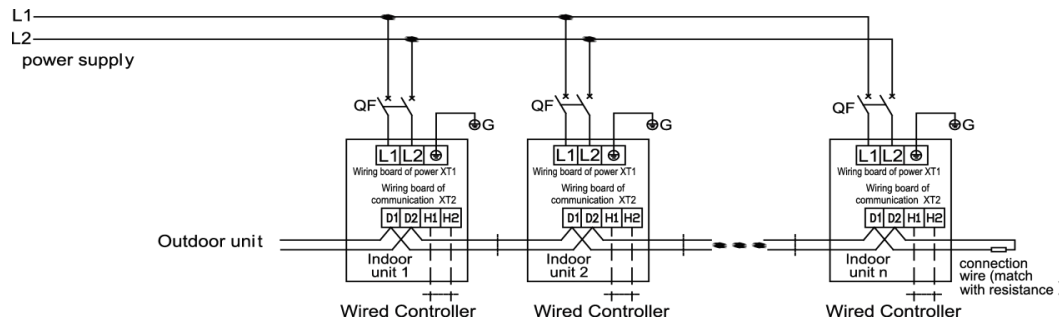 L1
L2
power supply
QF
G
QF
G
QF
G
L1 L2
Wiring board of power XT1
Wiring board of
communication XT2
D1 D2 H1 H2
L1 L2
Wiring board of power XT1
Wiring board of
communication XT2
D1 D2 H1 H2
L1 L2
Wiring board of power XT1
Wiring board of
communication XT2
D1 D2 H1 H2
Outdoor unit
Indoor
unit 1
Indoor
unit 2
Indoor
unit n
connection
wire (match
with resistance )
Wired Controller
Wired Controller
Wired Controller